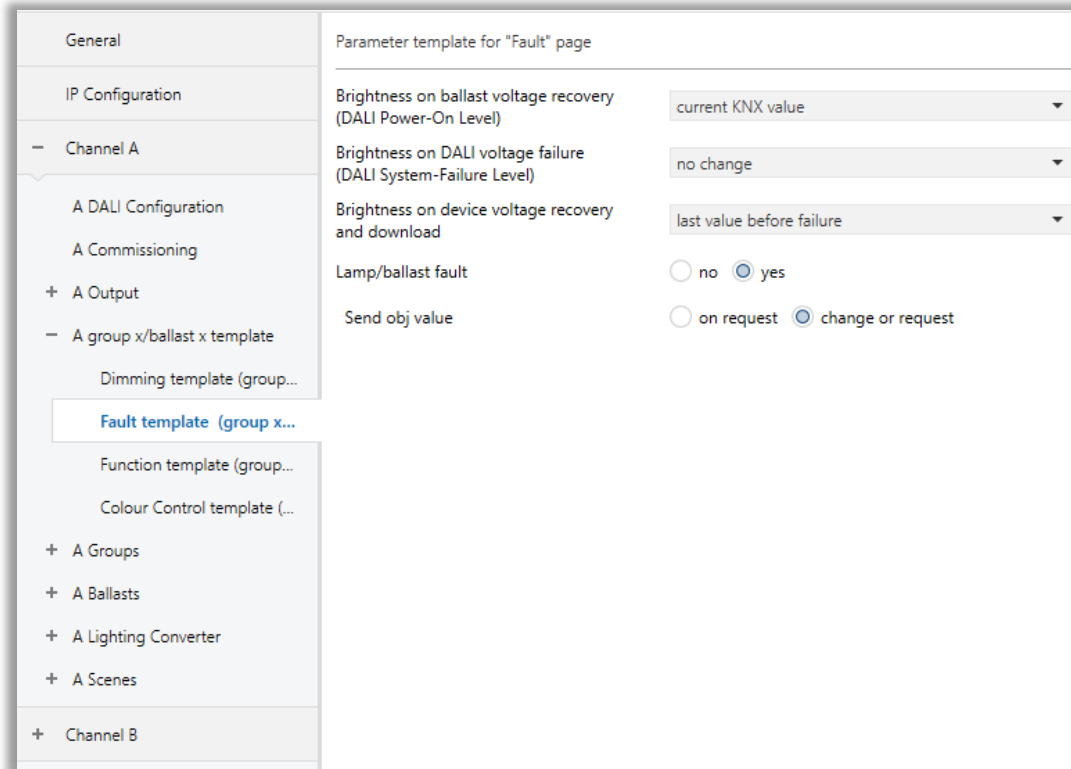 General
IP Configuration
− Channel A
A DALI Configuration
A Commissioning
+ A Output
− A group x/ballast x template
Dimming template (group...
Fault template (group x...
Function template (group...
Colour Control template (...
+ A Groups
+ A Ballasts
+ A Lighting Converter
+ A Scenes
+ Channel B
Parameter template for "Fault" page
Brightness on ballast voltage recovery
(DALI Power-On Level)
current KNX value
Brightness on DALI voltage failure
(DALI System-Failure Level)
no change
Brightness on device voltage recovery
and download
last value before failure
Lamp/ballast fault
no yes
Send obj value
on request change or request